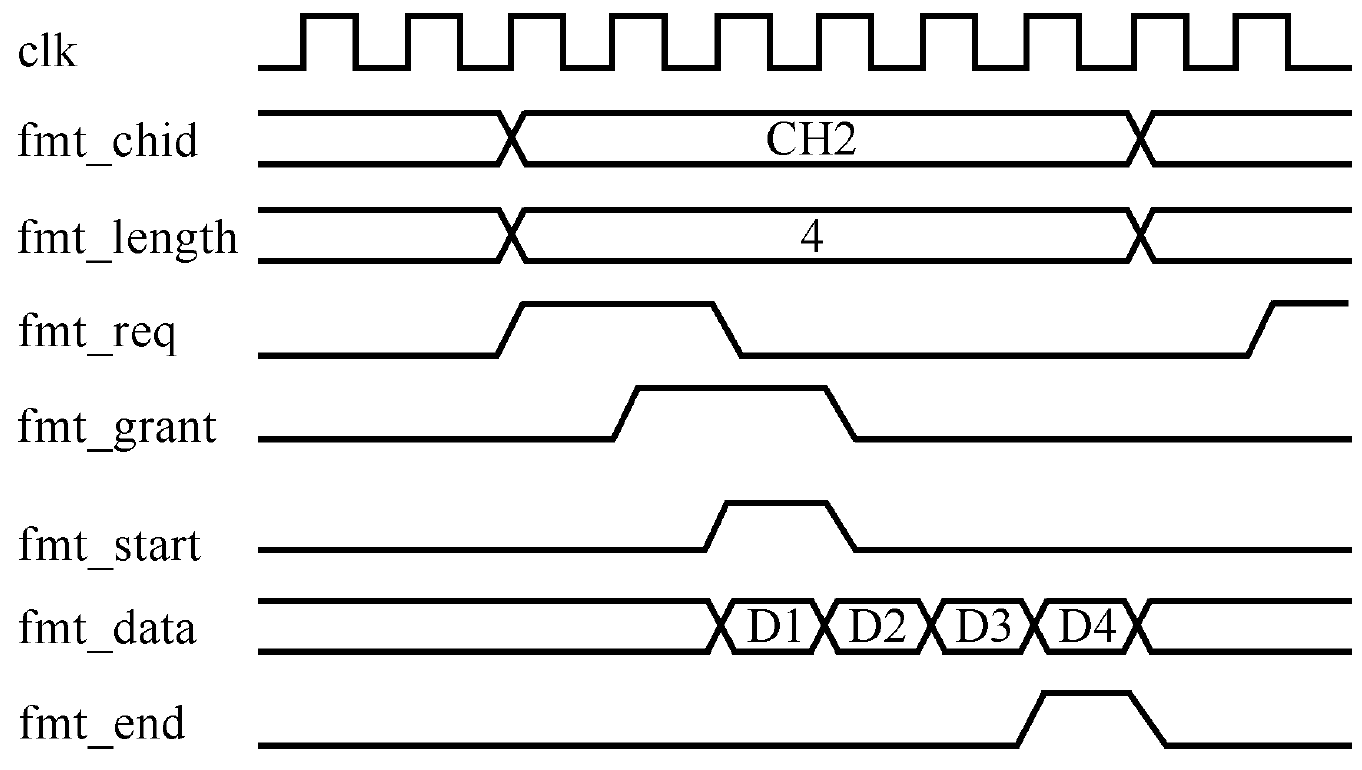 clk
fmt_chid
CH2
fmt_length
4
fmt_req
fmt_grant
fmt_start
fmt_data
D1 D2 D3 D4
fmt_end